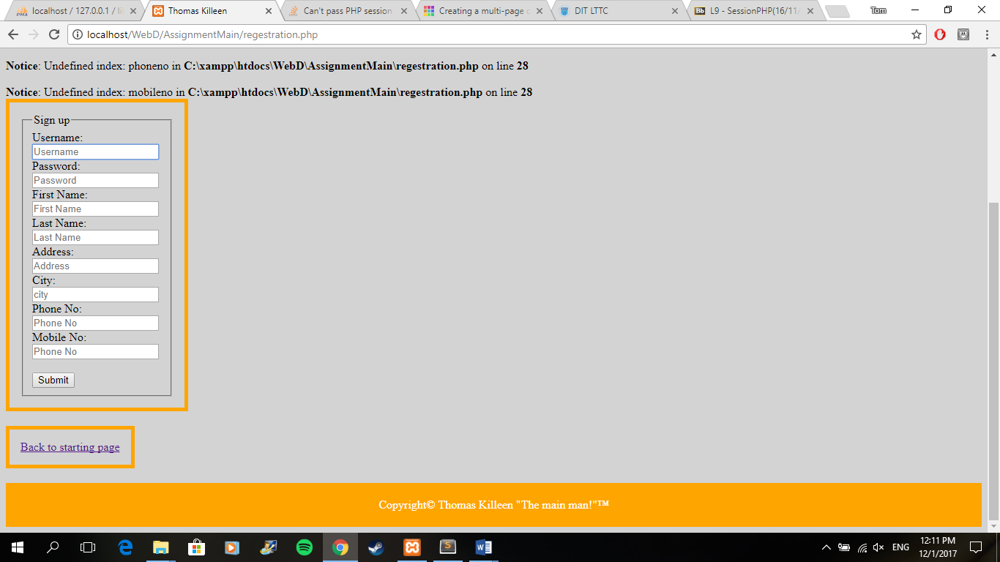 localhost / 127.0.0.1 / li
Thomas Killeen
Can't pass PHP session
Creating a multi-page c
DIT LTTC
L9 - SessionPHP(16/11/
Tom
localhost/WebD/AssignmentMain/regestration.php
Notice: Undefined index: phoneno in C:\xampp\htdocs\WebD\AssignmentMain\regestration.php on line 28
Notice: Undefined index: mobileno in C:\xampp\htdocs\WebD\AssignmentMain\regestration.php on line 28
Sign up
Username:
Username
Password:
Password
First Name:
First Name
Last Name:
Last Name
Address:
Address
City:
city
Phone No:
Phone No
Mobile No:
Phone No
Submit
Back to starting page
Copyright© Thomas Killeen "The main man!"™
ENG
12:11 PM
12/1/2017